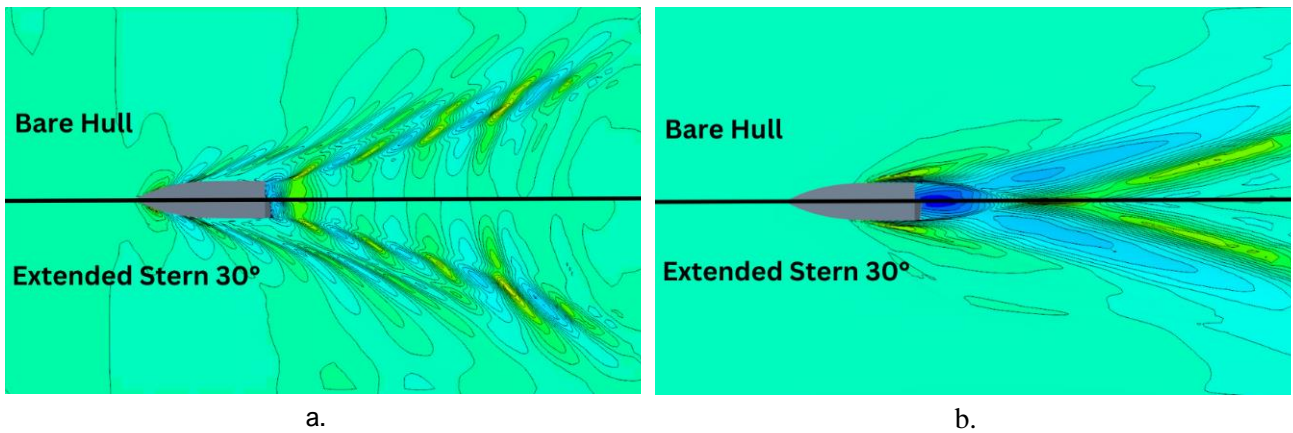 Bare Hull
Extended Stern 30°
a.
Bare Hull
Extended Stern 30°
b.